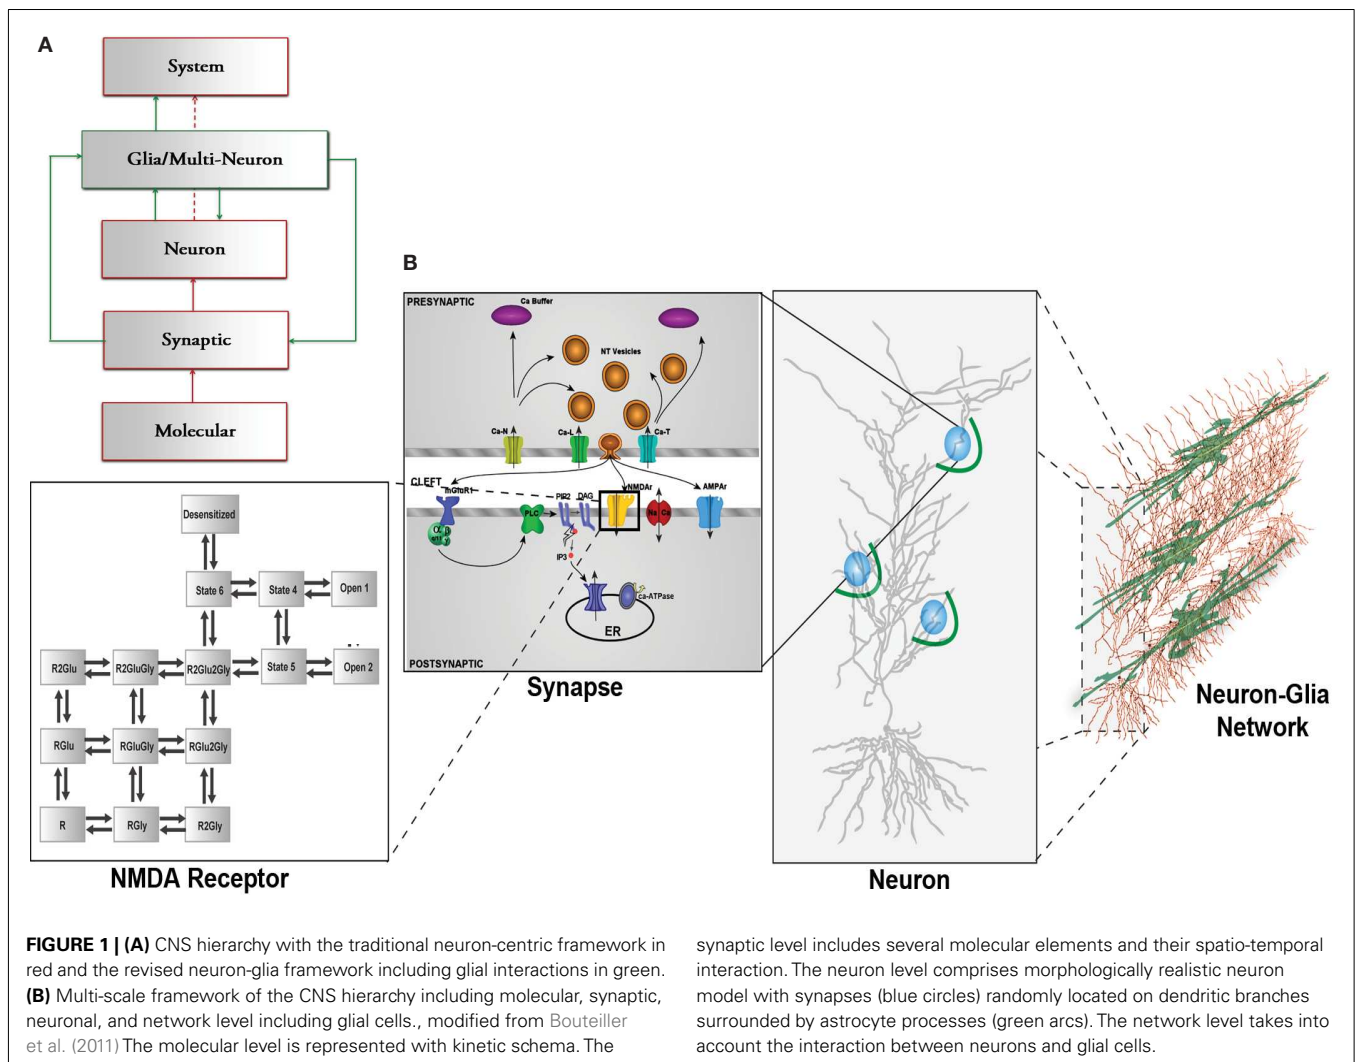 A
System
Glia/Multi-Neuron
Neuron
Synaptic
Molecular
B
PRESYNAPTIC
Ca Buffer
NT Vesicles
Ca-N
Ca-L
Ca-T
CLEFT
mGluR1
PIP2
DAG
NMDAr
AMPAr
PLC
Na
Ca
α
β
γ
IP3
ca-ATPase
ER
POSTSYNAPTIC
Synapse
Desensitized
State 6
State 4
Open 1
R2Glu
R2GluGly
R2Glu2Gly
State 5
Open 2
RGlu
RGluGly
RGlu2Gly
R
RGly
R2Gly
NMDA Receptor
Neuron
Neuron-Glia
Network
FIGURE 1 | (A) CNS hierarchy with the traditional neuron-centric framework in
red and the revised neuron-glia framework including glial interactions in green.
(B) Multi-scale framework of the CNS hierarchy including molecular, synaptic,
neuronal, and network level including glial cells., modified from Bouteiller
et al. (2011) The molecular level is represented with kinetic schema. The
synaptic level includes several molecular elements and their spatio-temporal
interaction. The neuron level comprises morphologically realistic neuron
model with synapses (blue circles) randomly located on dendritic branches
surrounded by astrocyte processes (green arcs). The network level takes into
account the interaction between neurons and glial cells.